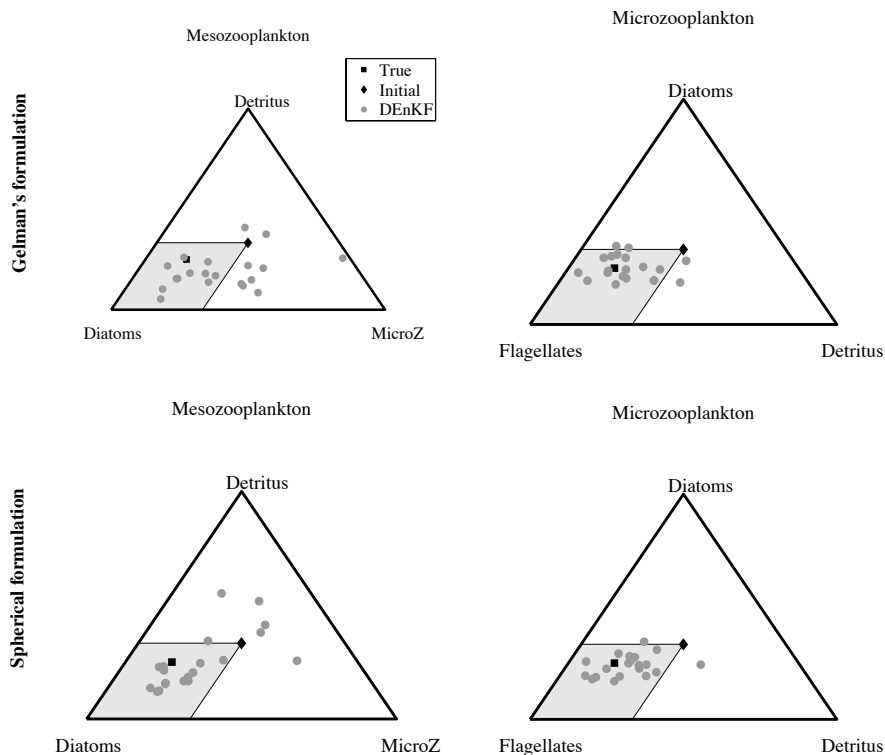 Mesozooplankton
Microzooplankton
True
Initial
DEnKF
Detritus
Diatoms
Gelman's formulation
Diatoms
MicroZ
Flagellates
Detritus
Mesozooplankton
Microzooplankton
Detritus
Diatoms
Spherical formulation
Diatoms
MicroZ
Flagellates
Detritus